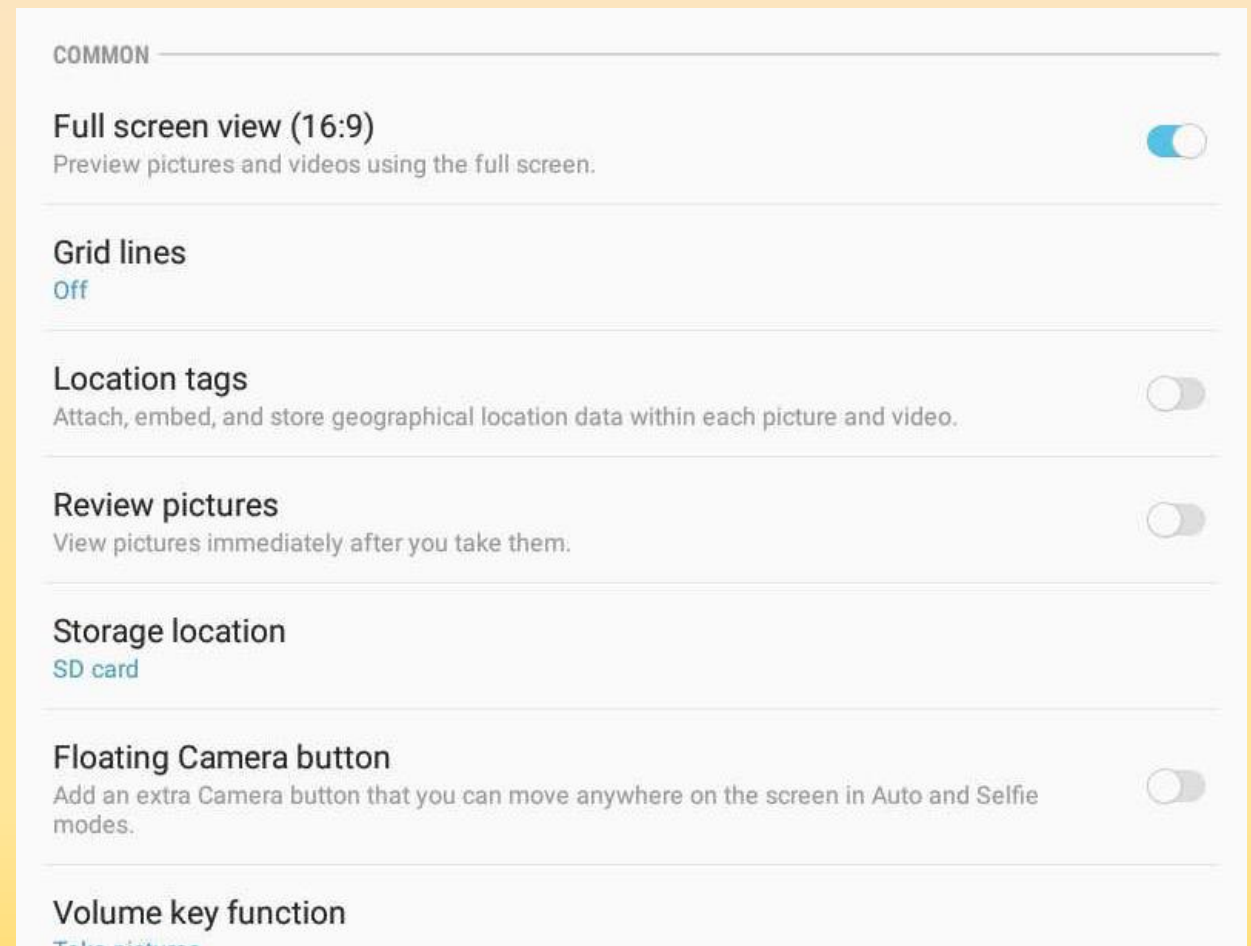 COMMON
Full screen view (16:9)
Preview pictures and videos using the full screen.
Grid lines
Off
Location tags
Attach, embed, and store geographical location data within each picture and video.
Review pictures
View pictures immediately after you take them.
Storage location
SD card
Floating Camera button
Add an extra Camera button that you can move anywhere on the screen in Auto and Selfie
modes.
Volume key function
Take pictures